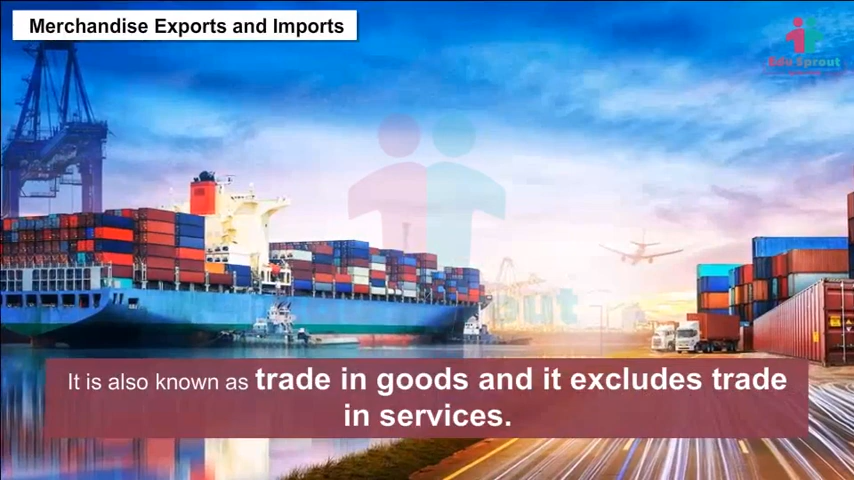 Merchandise Exports and Imports
Edu Sprout
It is also known as trade in goods and it excludes trade
in services.